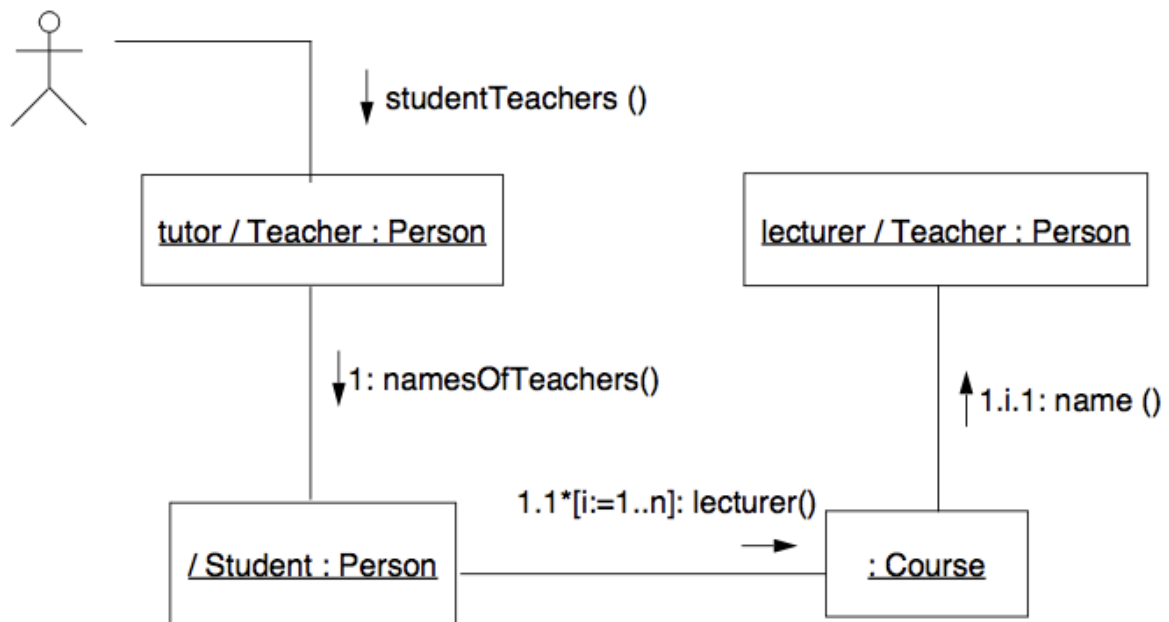 studentTeachers ()
tutor / Teacher : Person
lecturer / Teacher : Person
1: namesOfTeachers()
1.i.1: name ()
1.1*[i:=1..n]: lecturer()
/ Student : Person
: Course